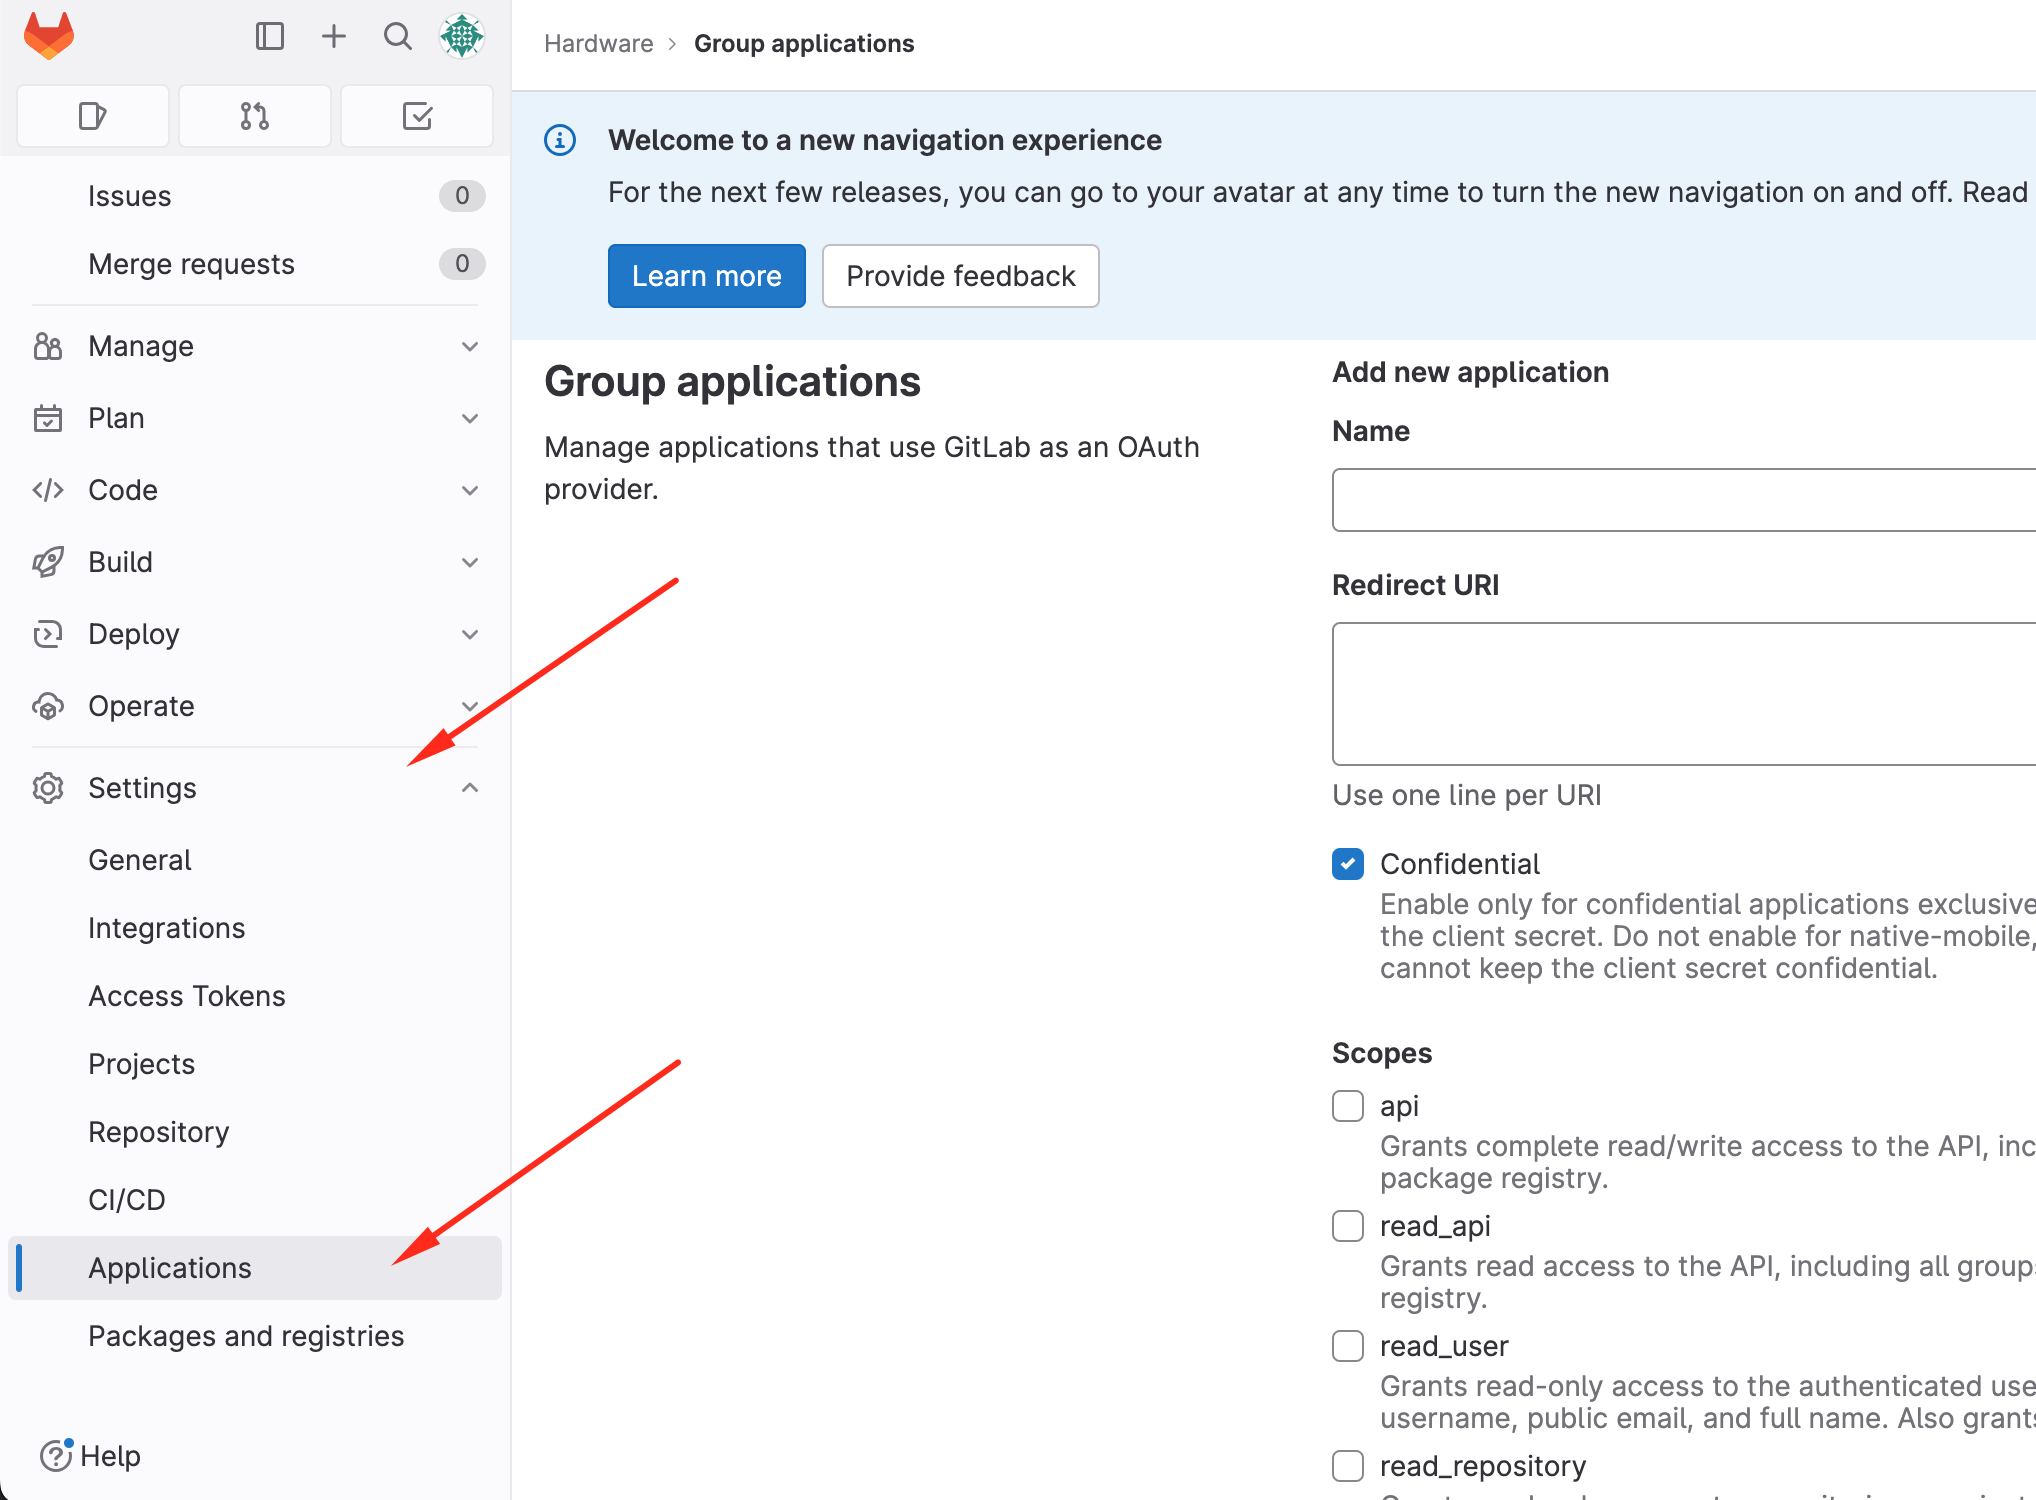 Issues 0
Merge requests 0
Manage
Plan
Code
Build
Deploy
Operate
Settings
General
Integrations
Access Tokens
Projects
Repository
CI/CD
Applications
Packages and registries
Help
Hardware › Group applications
Welcome to a new navigation experience
For the next few releases, you can go to your avatar at any time to turn the new navigation on and off. Read
Learn more
Provide feedback
Group applications
Manage applications that use GitLab as an OAuth
provider.
Add new application
Name
Redirect URI
Use one line per URI
Confidential
Enable only for confidential applications exclusive
the client secret. Do not enable for native-mobile,
cannot keep the client secret confidential.
Scopes
api
Grants complete read/write access to the API, inc
package registry.
read_api
Grants read access to the API, including all groups
registry.
read_user
Grants read-only access to the authenticated use
username, public email, and full name. Also grants
read_repository